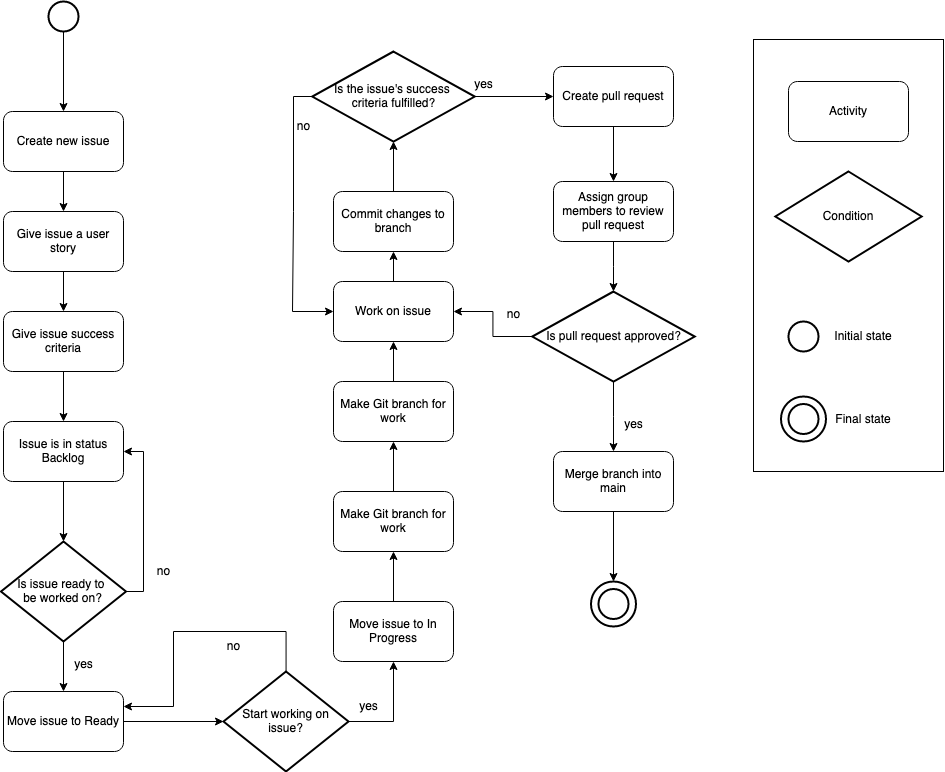 Create new issue
Give issue a user
story
Give issue success
criteria
Issue is in status
Backlog
Is issue ready to
be worked on?
no
yes
Move issue to Ready
no
Start working on
issue?
yes
Move issue to In
Progress
Make Git branch for
work
Make Git branch for
work
Work on issue
Commit changes to
branch
Is the issue's success
criteria fulfilled?
no
yes
Create pull request
Assign group
members to review
pull request
Is pull request approved?
no
yes
Merge branch into
main
Activity
Condition
Initial state
Final state